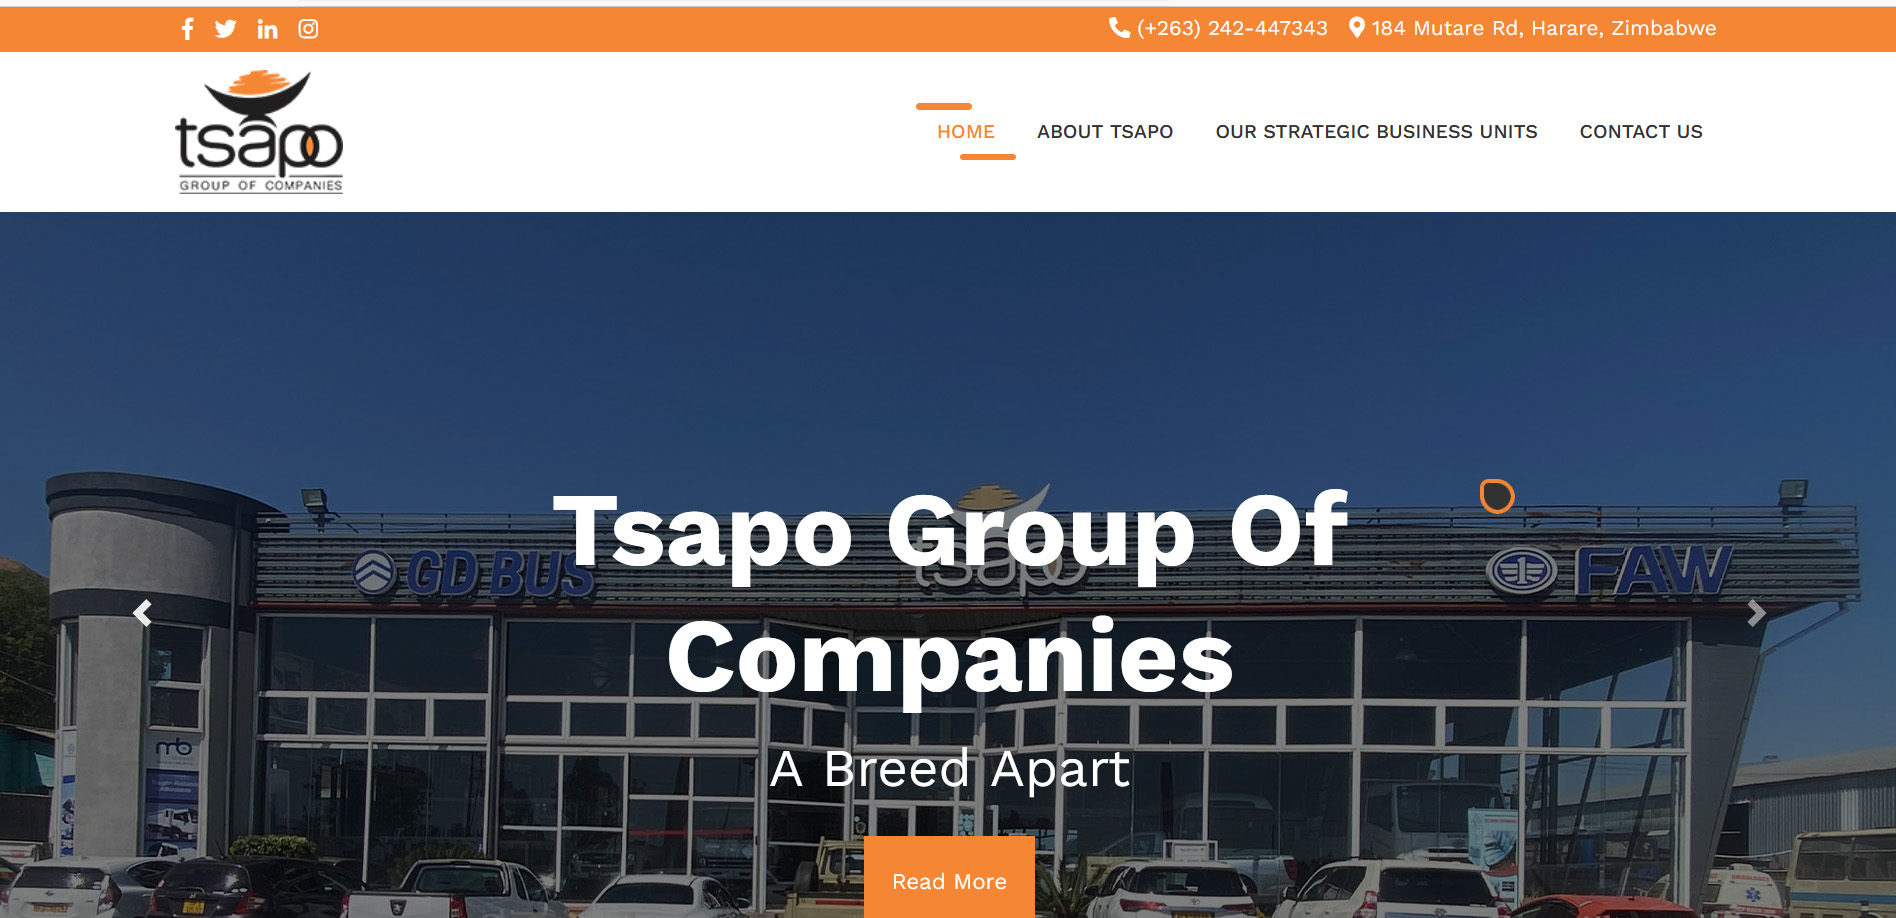 (+263) 242-447343 184 Mutare Rd, Harare, Zimbabwe
tsapo
GROUP OF COMPANIES
HOME ABOUT TSAPO OUR STRATEGIC BUSINESS UNITS CONTACT US
Tsapo Group Of
Companies
GD BUS
tsapo
FAW
mb
A Breed Apart
Read More